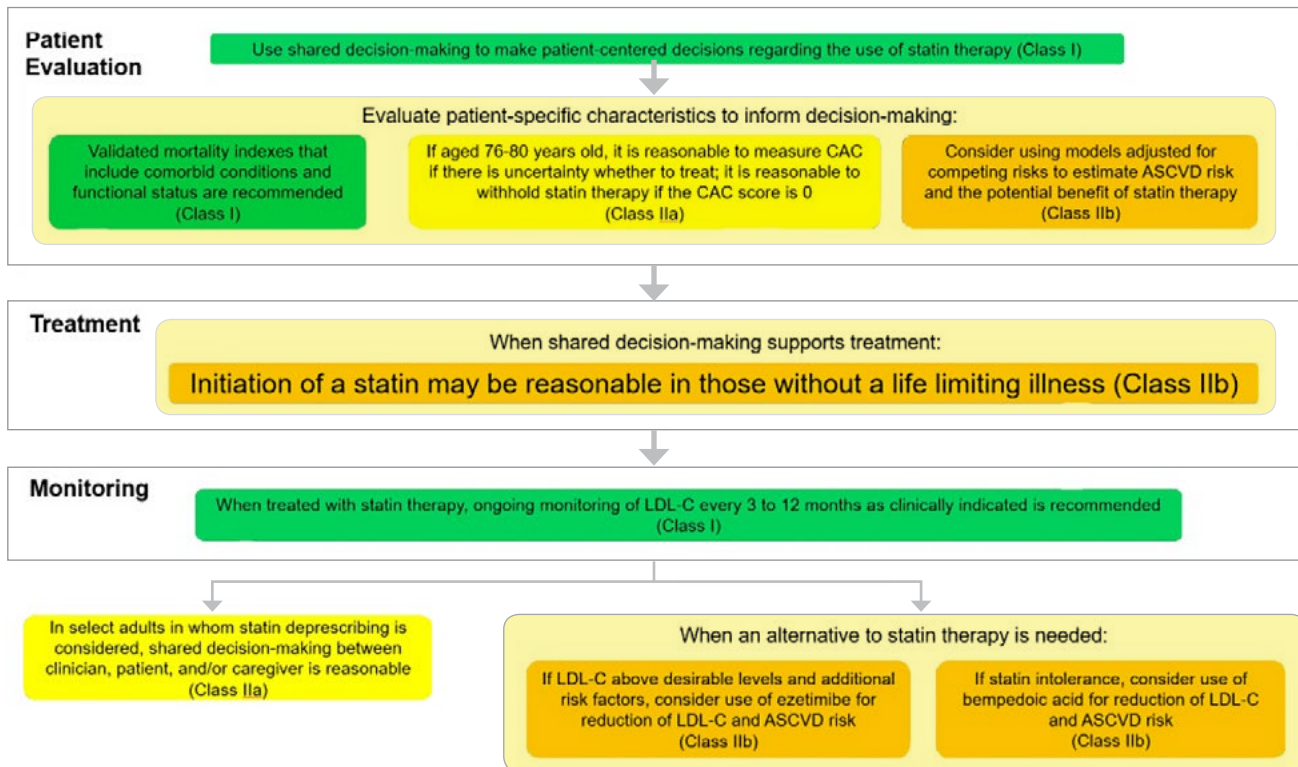 Patient
Evaluation
Use shared decision-making to make patient-centered decisions regarding the use of statin therapy (Class I)
Evaluate patient-specific characteristics to inform decision-making:
Validated mortality indexes that
include comorbid conditions and
functional status are recommended
(Class I)
If aged 76-80 years old, it is reasonable to measure CAC
if there is uncertainty whether to treat; it is reasonable to
withhold statin therapy if the CAC score is 0
(Class IIa)
Consider using models adjusted for
competing risks to estimate ASCVD risk
and the potential benefit of statin therapy
(Class IIb)
Treatment
When shared decision-making supports treatment:
Initiation of a statin may be reasonable in those without a life limiting illness (Class IIb)
Monitoring
When treated with statin therapy, ongoing monitoring of LDL-C every 3 to 12 months as clinically indicated is recommended
(Class I)
In select adults in whom statin deprescribing is
considered, shared decision-making between
clinician, patient, and/or caregiver is reasonable
(Class IIa)
When an alternative to statin therapy is needed:
If LDL-C above desirable levels and additional
risk factors, consider use of ezetimibe for
reduction of LDL-C and ASCVD risk
(Class IIb)
If statin intolerance, consider use of
bempedoic acid for reduction of LDL-C
and ASCVD risk
(Class IIb)